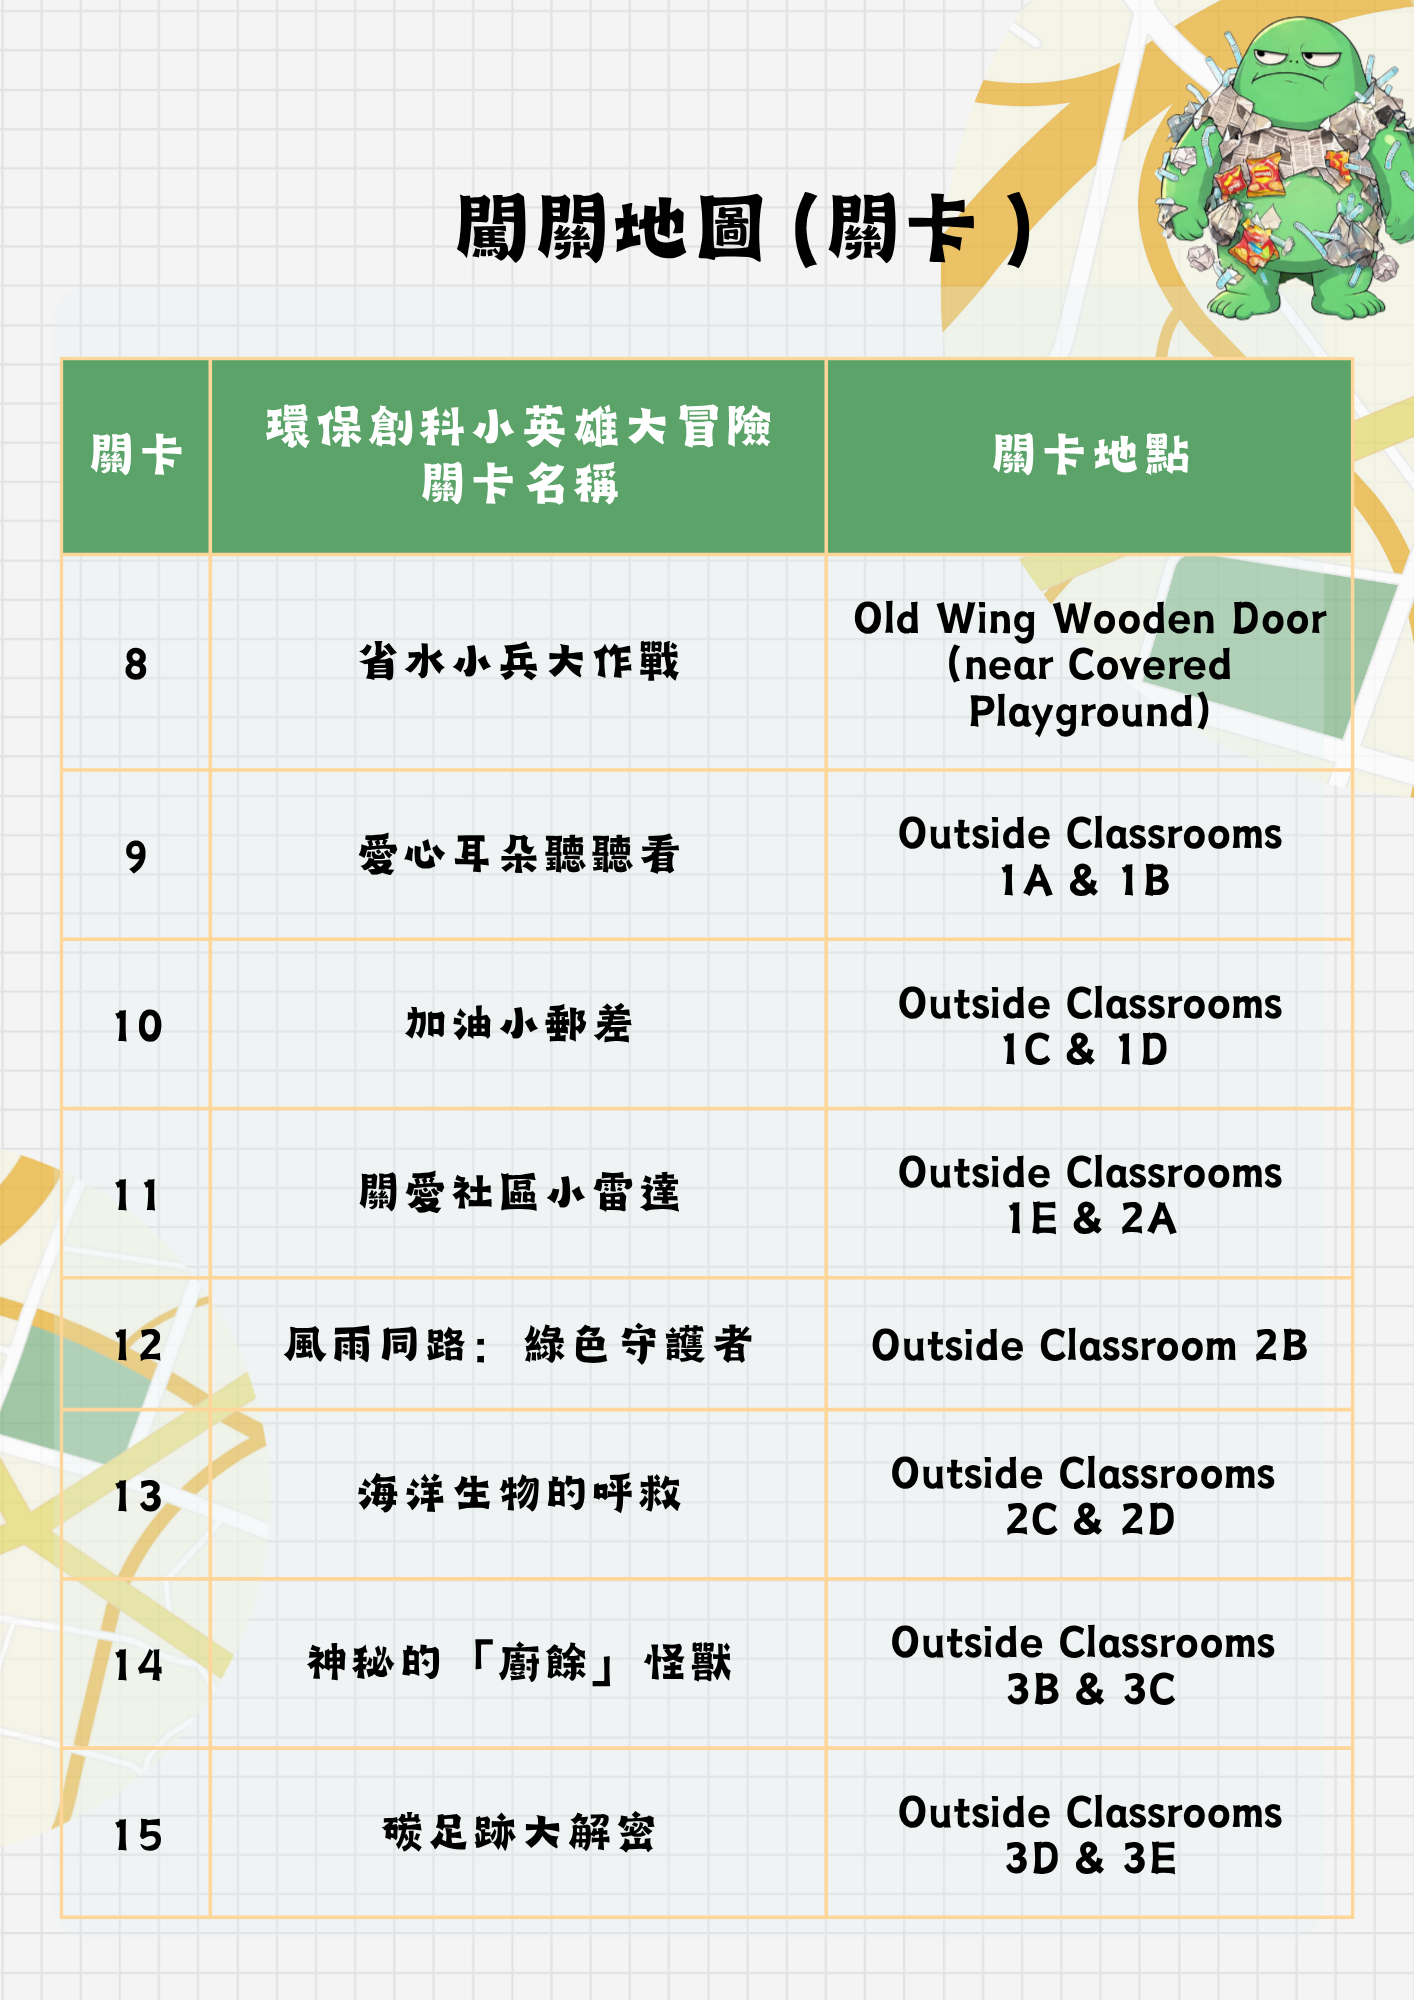 闖關地圖(關卡 )
關卡
環保創科小英雄大冒險
關卡名稱
關卡地點
8
省水小兵大作戰
Old Wing Wooden Door
(near Covered
Playground)
9
愛心耳朵聽聽看
Outside Classrooms
1A & 1B
10
加油小郵差
Outside Classrooms
1C & 1D
11
關愛社區小雷達
Outside Classrooms
1E & 2A
12
風雨同路：綠色守護者
Outside Classroom 2B
13
海洋生物的呼救
Outside Classrooms
2C & 2D
14
神秘的「廚餘」怪獸
Outside Classrooms
3B & 3C
15
碳足跡大解密
Outside Classrooms
3D & 3E